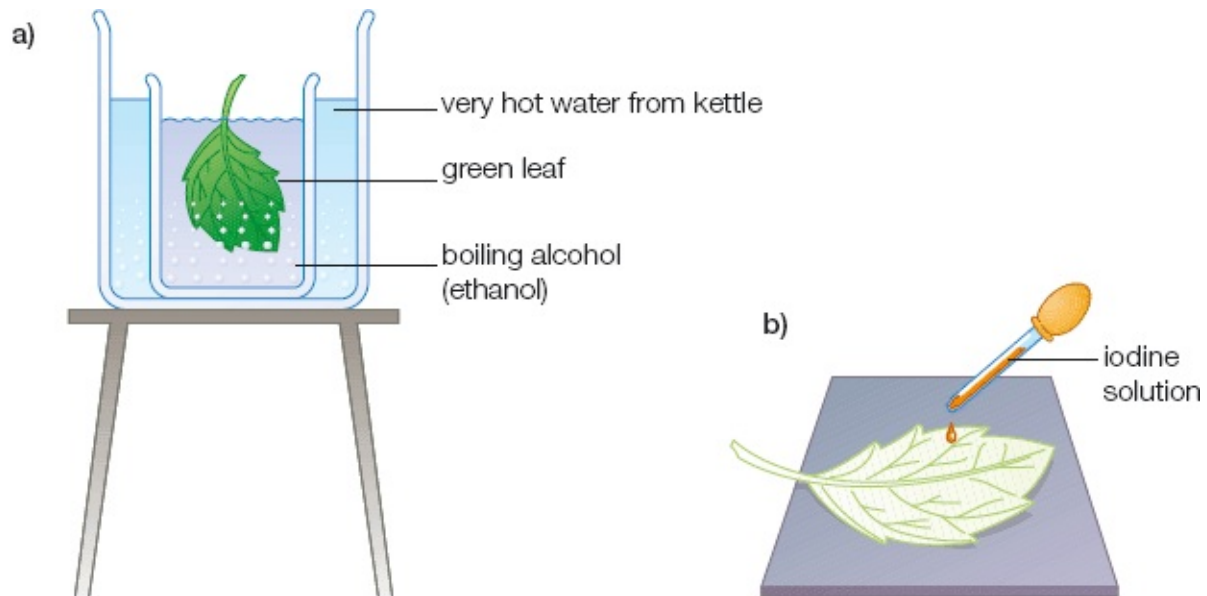 a)
very hot water from kettle
green leaf
boiling alcohol
(ethanol)
b)
iodine
solution